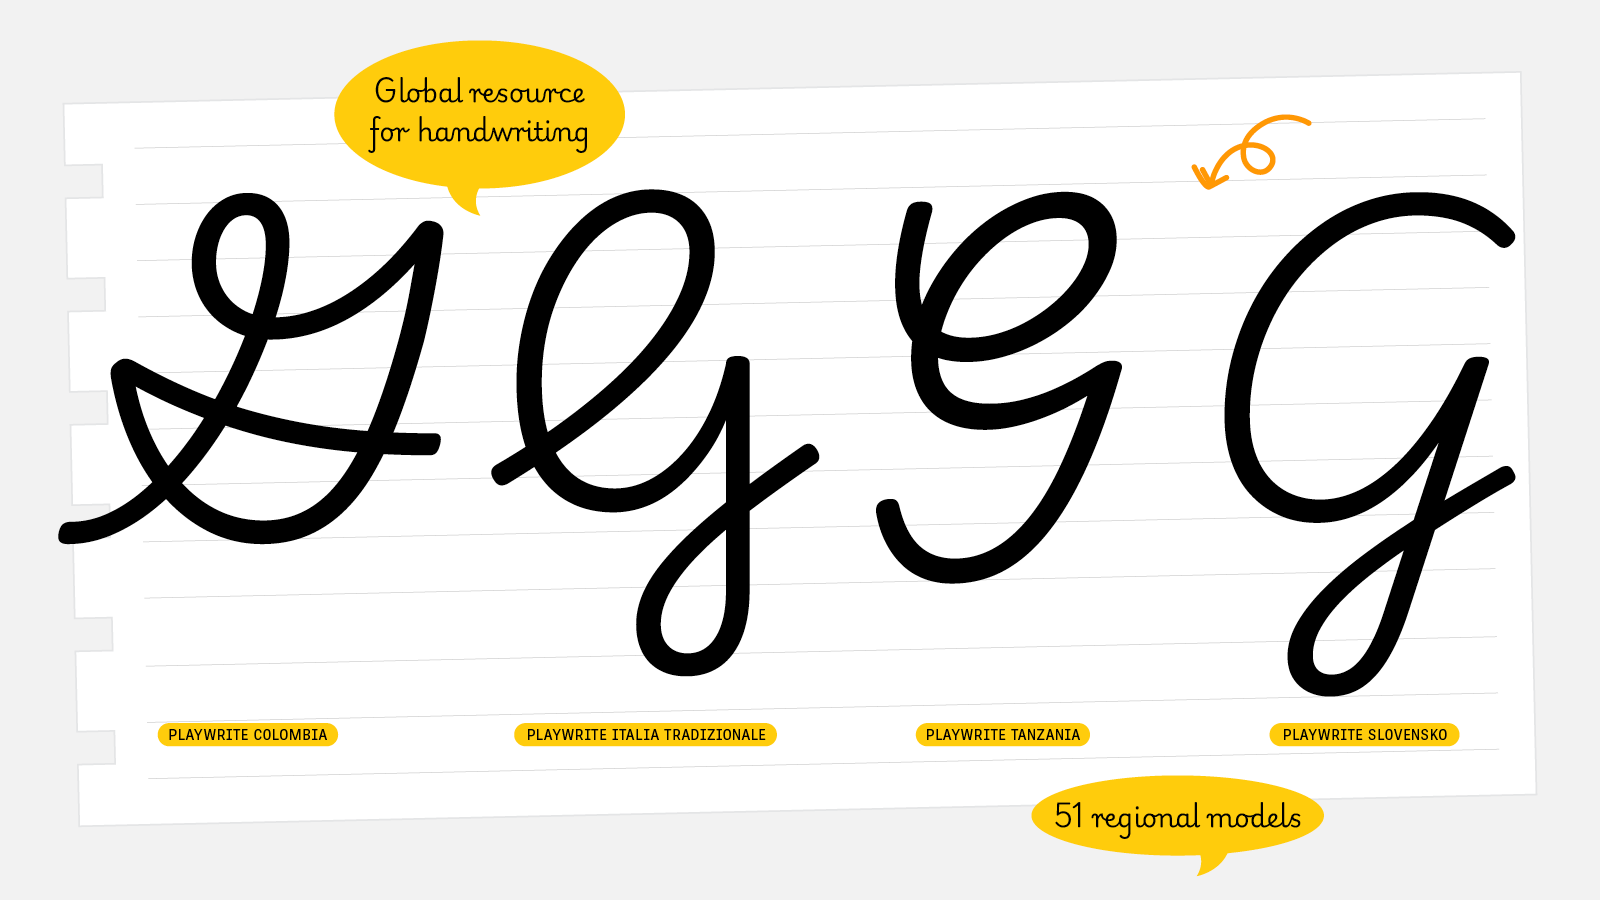 Global resource
for handwriting
G G G G
PLAYWRITE COLOMBIA
PLAYWRITE ITALIA TRADIZIONALE
PLAYWRITE TANZANIA
PLAYWRITE SLOVENSKO
51 regional models